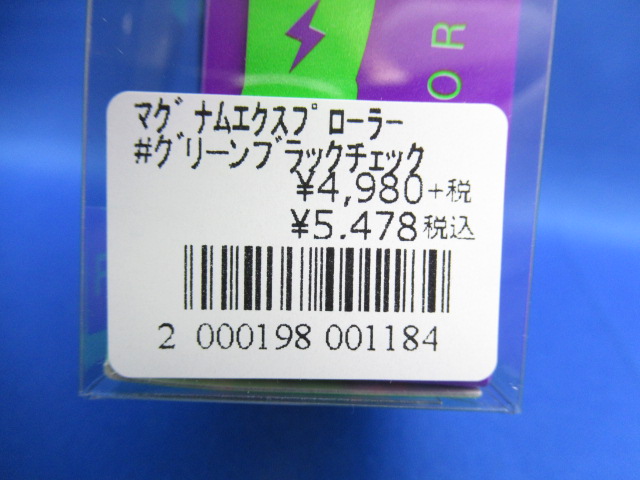 OR
マグナムエクスプローラー
#グリーンブラックチェック
¥4,980+税
¥5.478税込
2 000198 001184